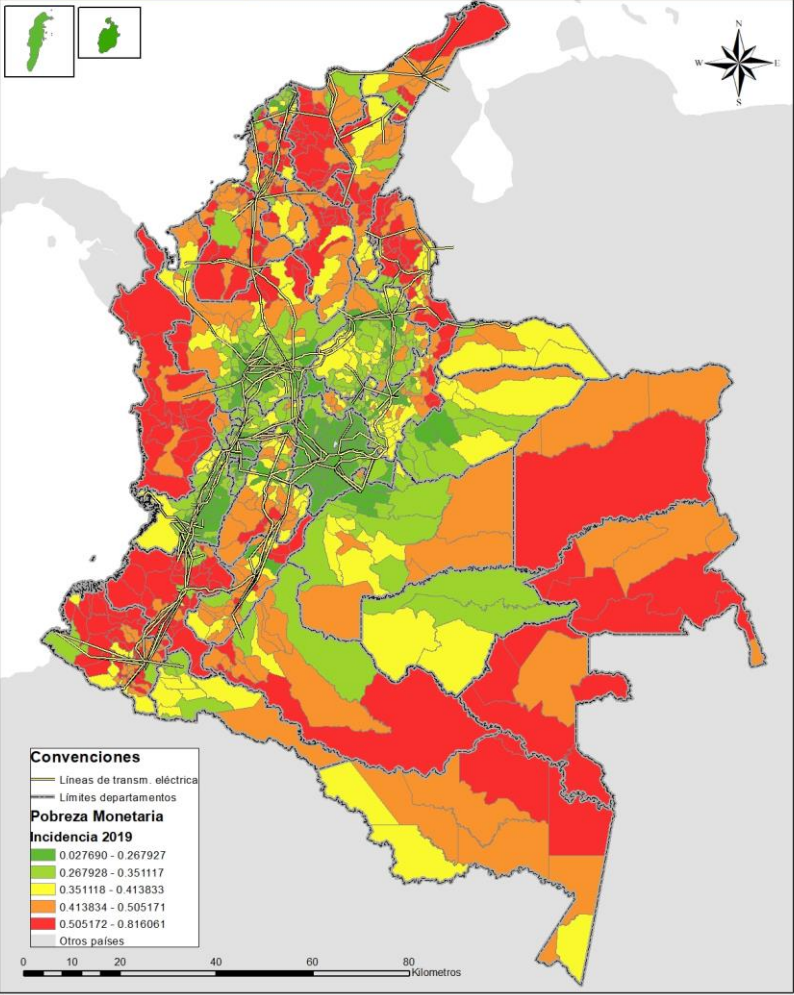 N
W
E
S
Convenciones
Líneas de transm. eléctrica
Límites departamentos
Pobreza Monetaria
Incidencia 2019
0.027690 - 0.267927
0.267928 - 0.351117
0.351118 - 0.413833
0.413834 - 0.505171
0.505172 - 0.816061
Otros países
0 10 20 40 60 80
Kilometros